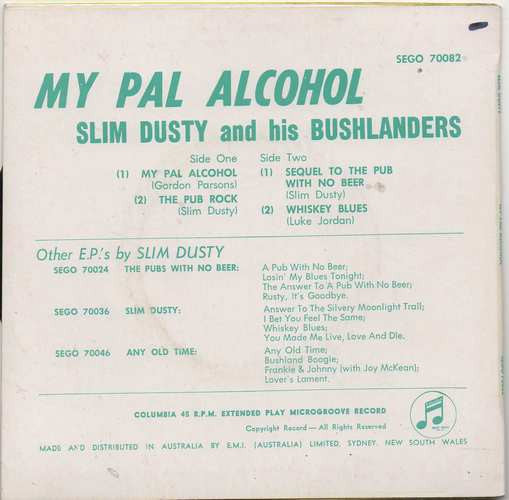 SEGO 70082
MY PAL ALCOHOL
SLIM DUSTY and his BUSHLANDERS
Side One
(1) MY PAL ALCOHOL
(Gordon Parsons)
(2) THE PUB ROCK
(Slim Dusty)
Side Two
(1) SEQUEL TO THE PUB
WITH NO BEER
(Slim Dusty)
(2) WHISKEY BLUES
(Luke Jordan)
Other E.P.'s by SLIM DUSTY
SEGO 70024 THE PUBS WITH NO BEER: A Pub With No Beer;
Losin' My Blues Tonight;
The Answer To A Pub With No Beer;
Rusty, It's Goodbye.
SEGO 70036 SLIM DUSTY: Answer To The Silvery Moonlight Trail;
I Bet You Feel The Same;
Whiskey Blues;
You Made Me Live, Love And Die.
SEGO 70046 ANY OLD TIME: Any Old Time;
Bushland Boogie;
Frankie & Johnny (with Joy McKean);
Lover's Lament.
COLUMBIA 45 R.P.M. EXTENDED PLAY MICROGROOVE RECORD
Copyright Record — All Rights Reserved
MADE AND DISTRIBUTED IN AUSTRALIA BY E.M.I. (AUSTRALIA) LIMITED, SYDNEY, NEW SOUTH WALES